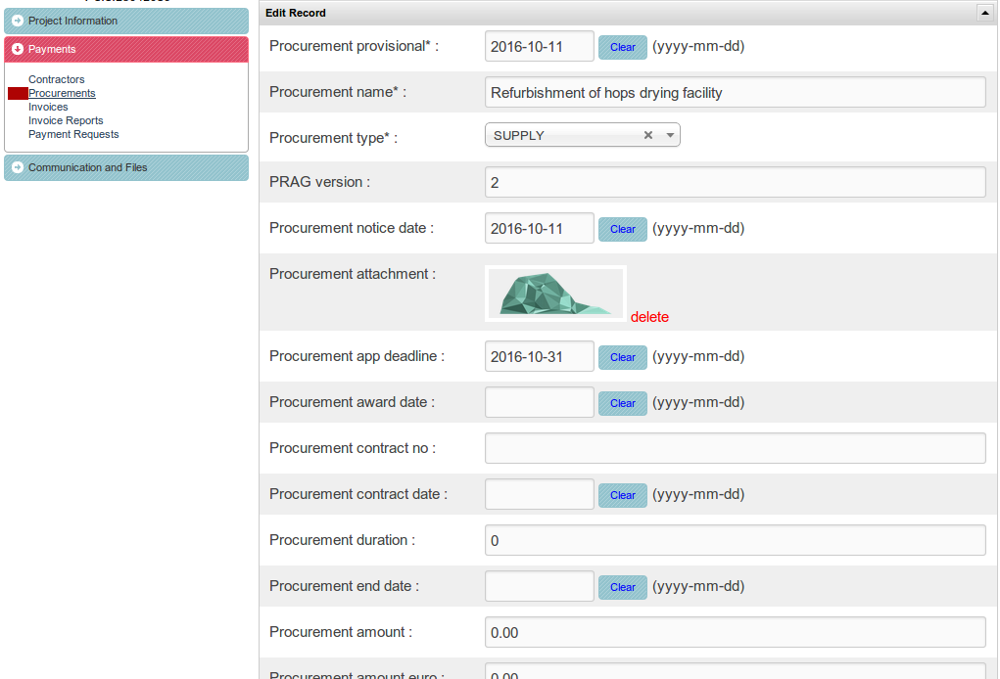 Project Information
Payments
Contractors
Procurements
Invoices
Invoice Reports
Payment Requests
Communication and Files
Edit Record
Procurement provisional* : 2016-10-11 Clear (yyyy-mm-dd)
Procurement name* : Refurbishment of hops drying facility
Procurement type* : SUPPLY
PRAG version : 2
Procurement notice date : 2016-10-11 Clear (yyyy-mm-dd)
Procurement attachment : delete
Procurement app deadline : 2016-10-31 Clear (yyyy-mm-dd)
Procurement award date : Clear (yyyy-mm-dd)
Procurement contract no :
Procurement contract date : Clear (yyyy-mm-dd)
Procurement duration : 0
Procurement end date : Clear (yyyy-mm-dd)
Procurement amount : 0.00
Procurement amount euro : 0.00